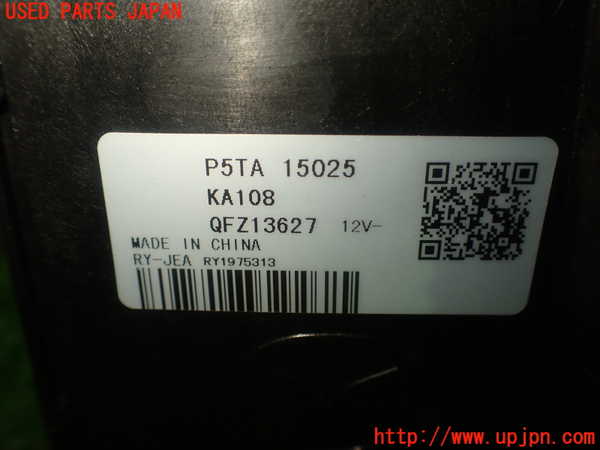 USED PARTS JAPAN
P5TA 15025
KA108
QFZ13627 12V-
MADE IN CHINA
RY-JEA RY1975313
http://www.upjpn.com/